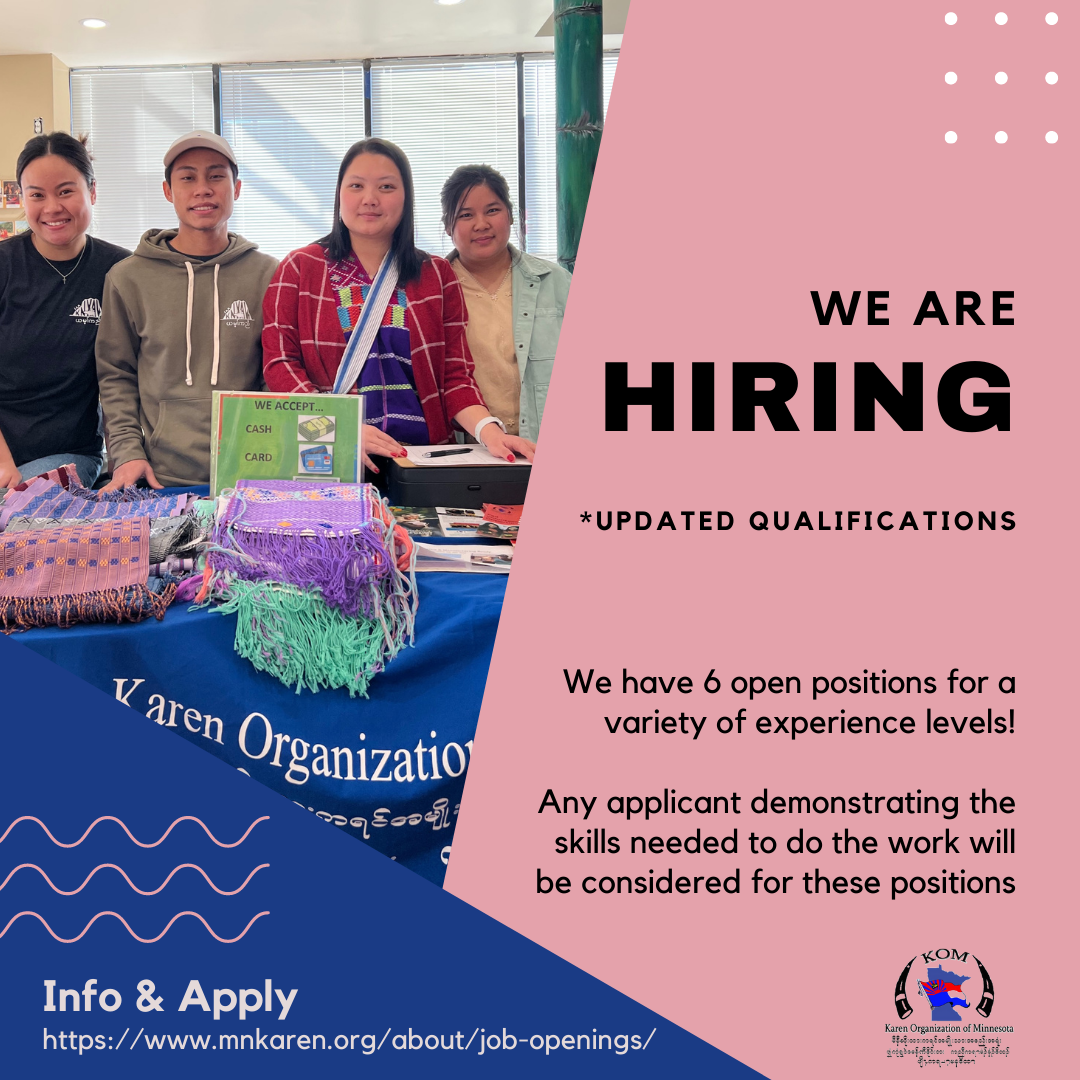 WE ARE
HIRING
*UPDATED QUALIFICATIONS
We have 6 open positions for a
variety of experience levels!
Any applicant demonstrating the
skills needed to do the work will
be considered for these positions
WE ACCEPT...
CASH
CARD
Karen Organization
Info & Apply
https://www.mnkaren.org/about/job-openings/
KOM
Karen Organization of Minnesota